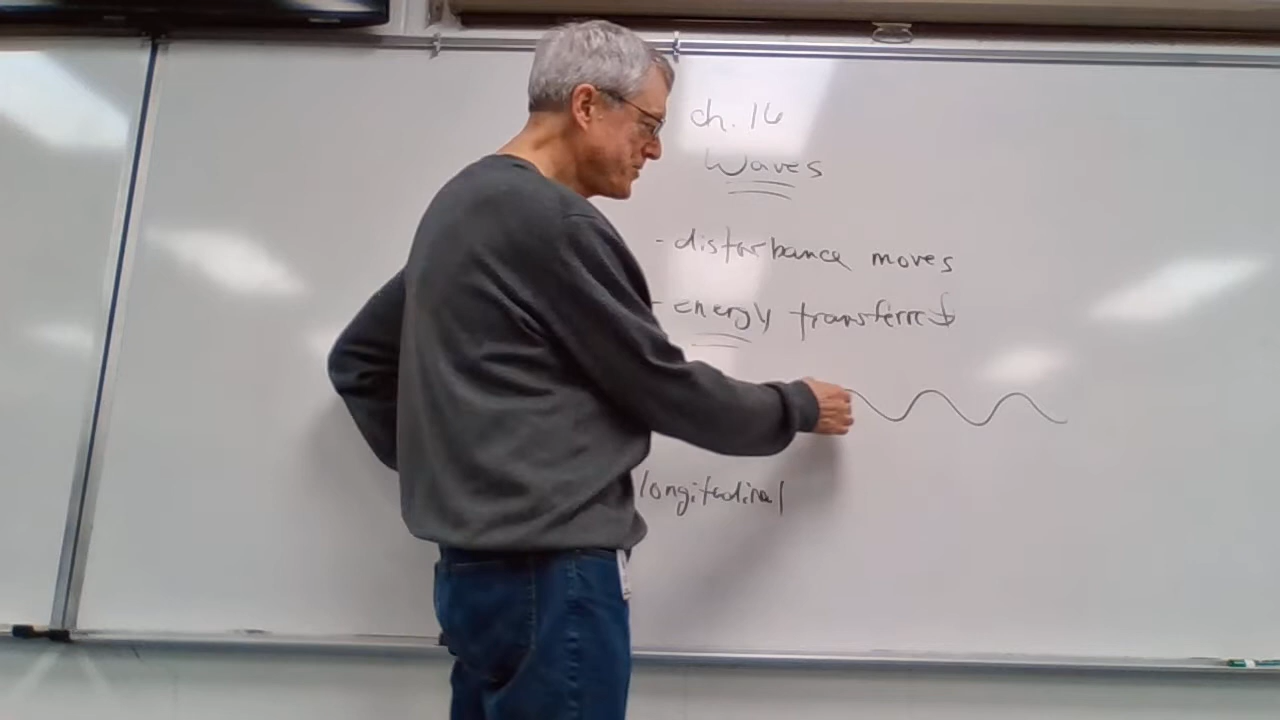 ch. 16
Waves
- disturbance moves
- energy transferred
longitudinal